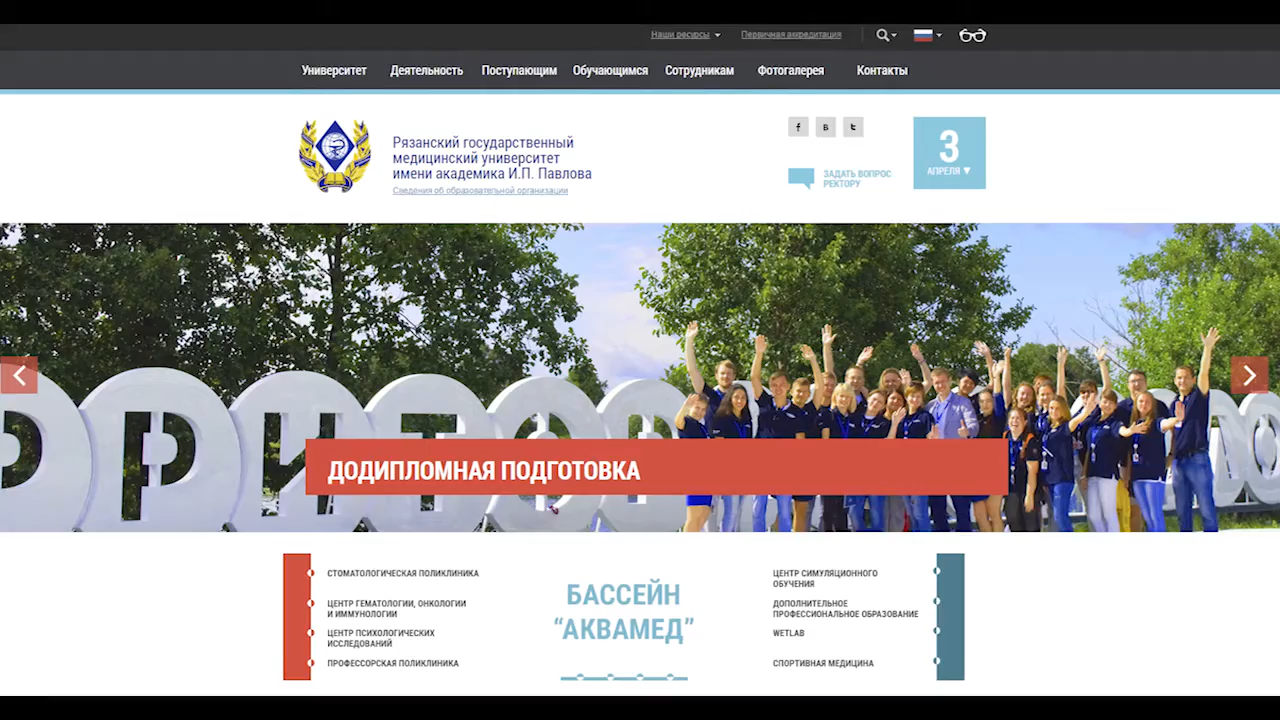 Наши ресурсы
Первичная аккредитация
Университет
Деятельность
Поступающим
Обучающимся
Сотрудникам
Фотогалерея
Контакты
Рязанский государственный
медицинский университет
имени академика И.П. Павлова
Сведения об образовательной организации
f
В
t
ЗАДАТЬ ВОПРОС
РЕКТОРУ
3
АПРЕЛЯ
ДОДИПЛОМНАЯ ПОДГОТОВКА
СТОМАТОЛОГИЧЕСКАЯ ПОЛИКЛИНИКА
ЦЕНТР ГЕМАТОЛОГИИ, ОНКОЛОГИИ
И ИММУНОЛОГИИ
ЦЕНТР ПСИХОЛОГИЧЕСКИХ
ИССЛЕДОВАНИЙ
ПРОФЕССОРСКАЯ ПОЛИКЛИНИКА
БАССЕЙН
“АКВАМЕД”
ЦЕНТР СИМУЛЯЦИОННОГО
ОБУЧЕНИЯ
ДОПОЛНИТЕЛЬНОЕ
ПРОФЕССИОНАЛЬНОЕ ОБРАЗОВАНИЕ
WETLAB
СПОРТИВНАЯ МЕДИЦИНА